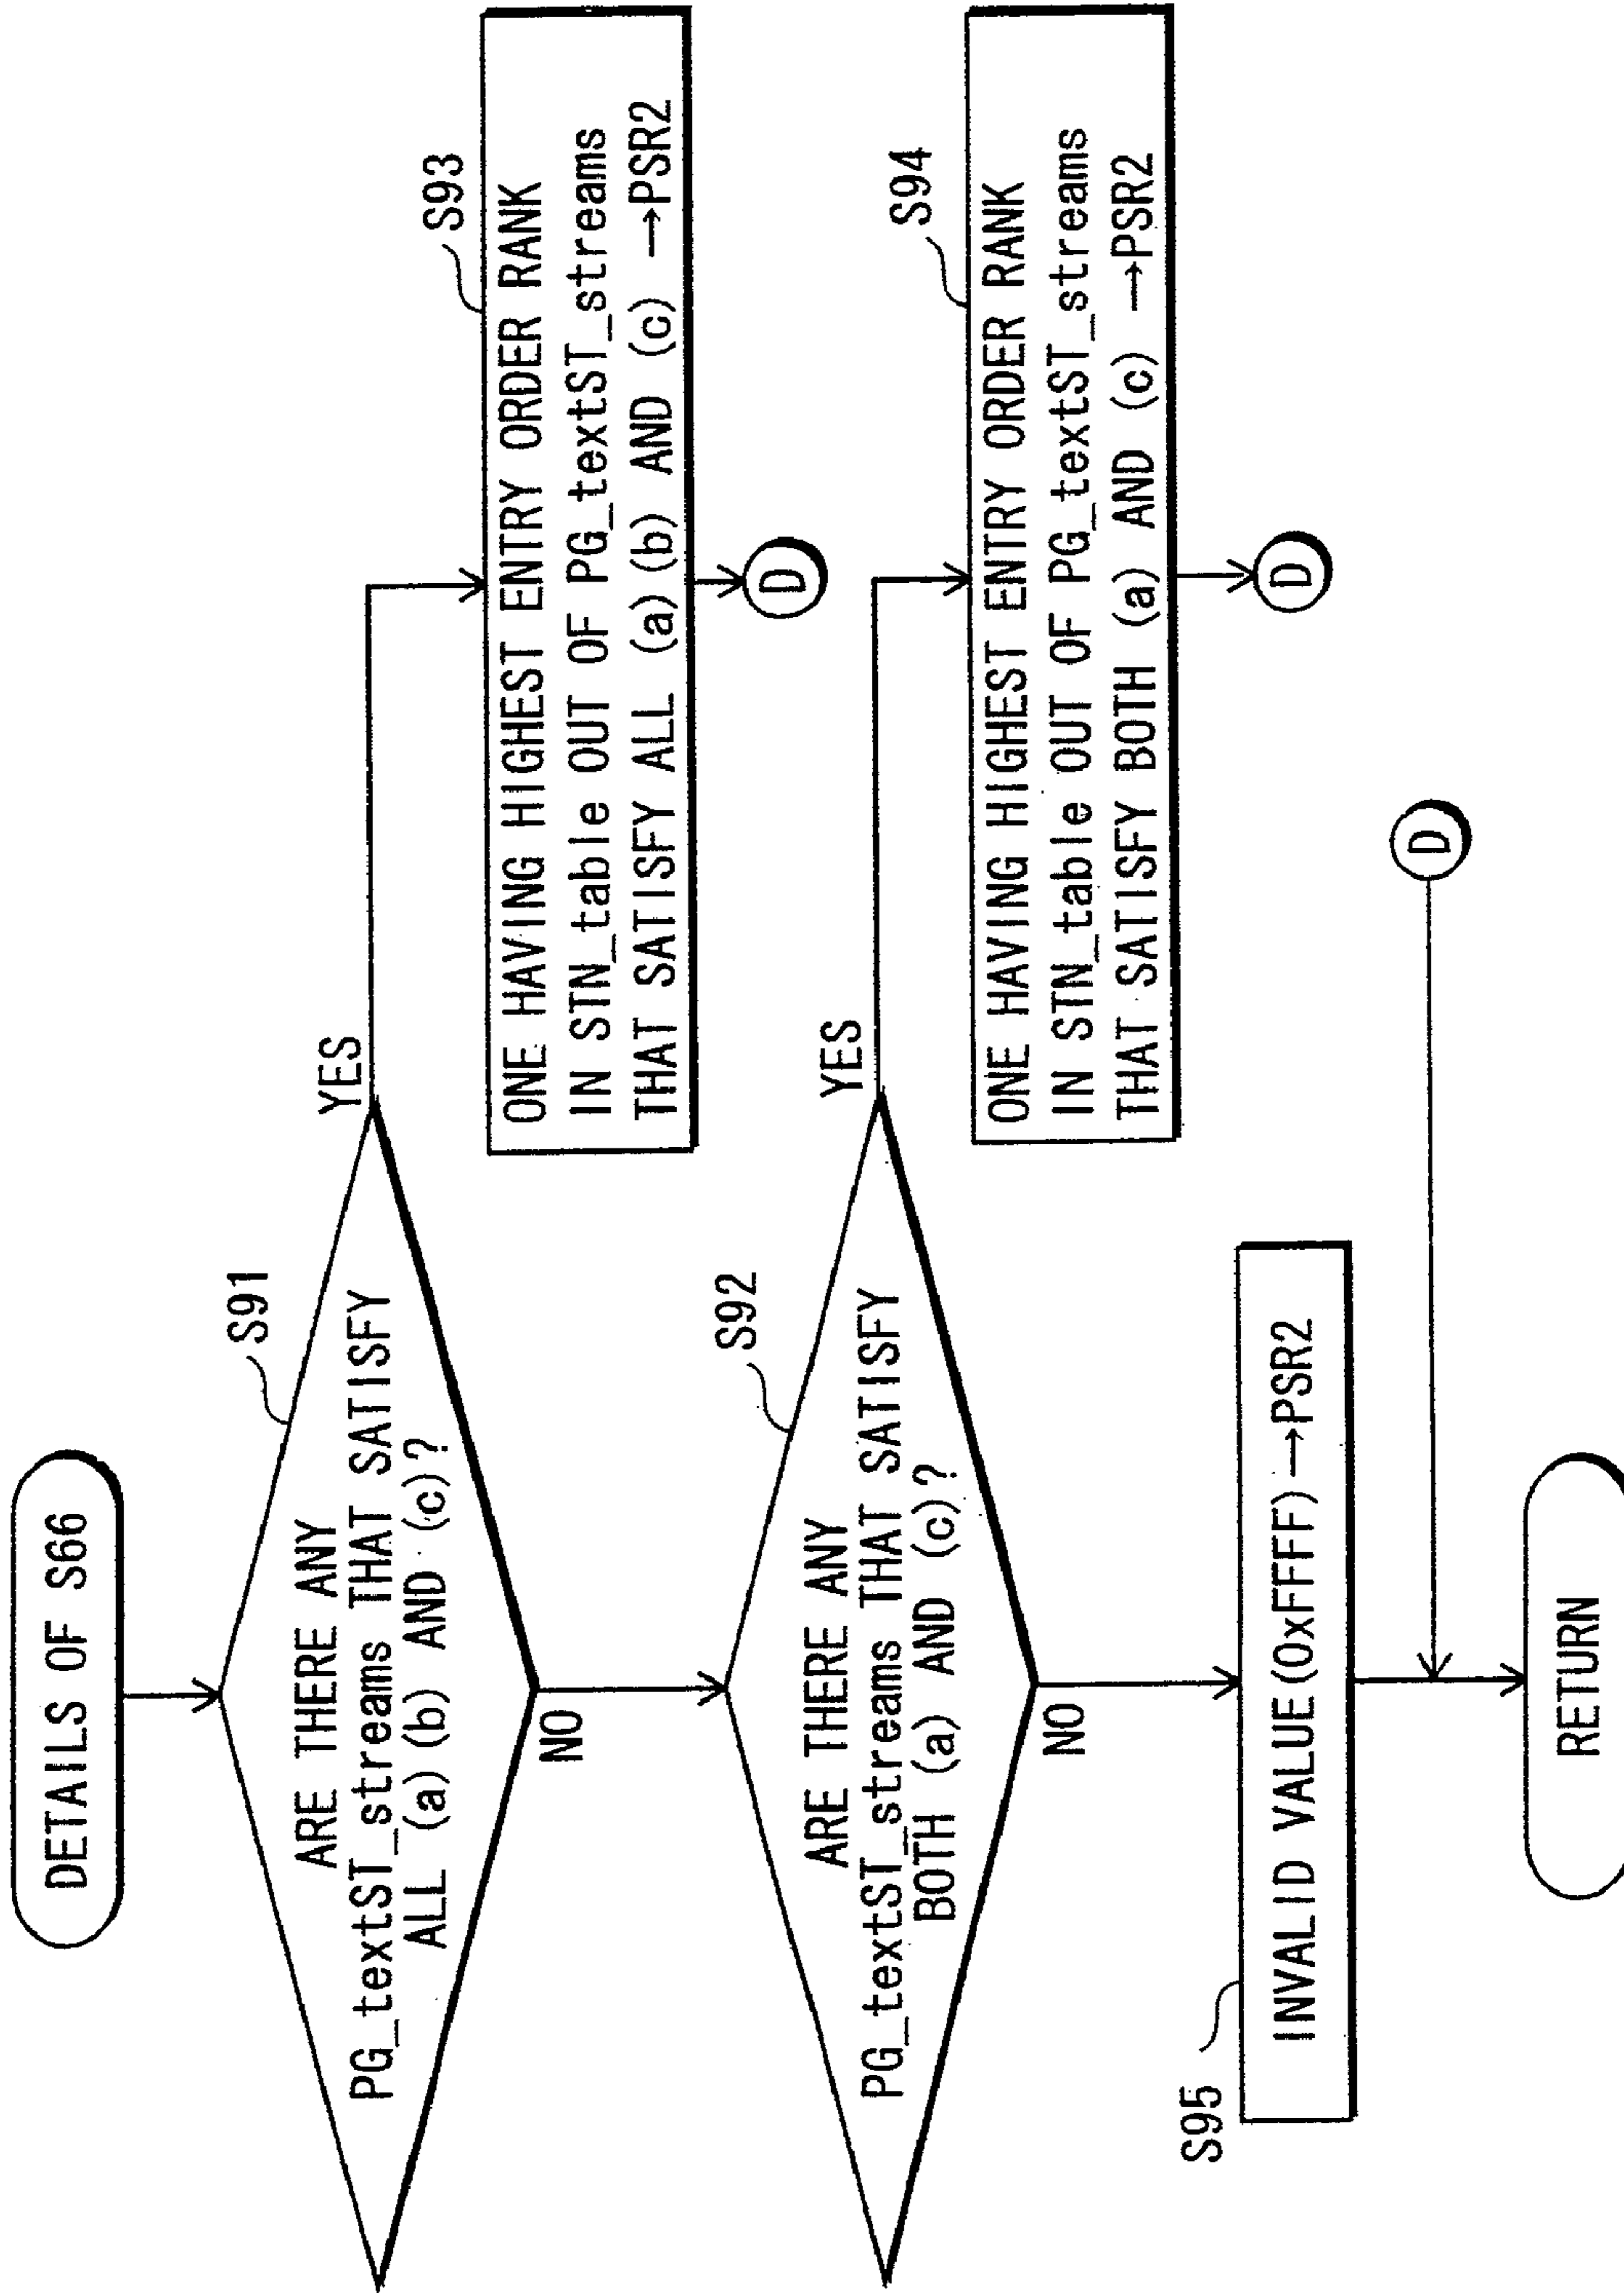 DETAILS OF S66
S91
ARE THERE ANY
PG_textST_streams THAT SATISFY
ALL (a)(b) AND (c)?
YES
NO
S93
ONE HAVING HIGHEST ENTRY ORDER RANK
IN STN_table OUT OF PG_textST_streams
THAT SATISFY ALL (a)(b) AND (c) →PSR2
D
S92
ARE THERE ANY
PG_textST_streams THAT SATISFY
BOTH (a) AND (c)?
YES
NO
S94
ONE HAVING HIGHEST ENTRY ORDER RANK
IN STN_table OUT OF PG_textST_streams
THAT SATISFY BOTH (a) AND (c) →PSR2
D
S95
INVALID VALUE(0xFFFF)→PSR2
D
RETURN